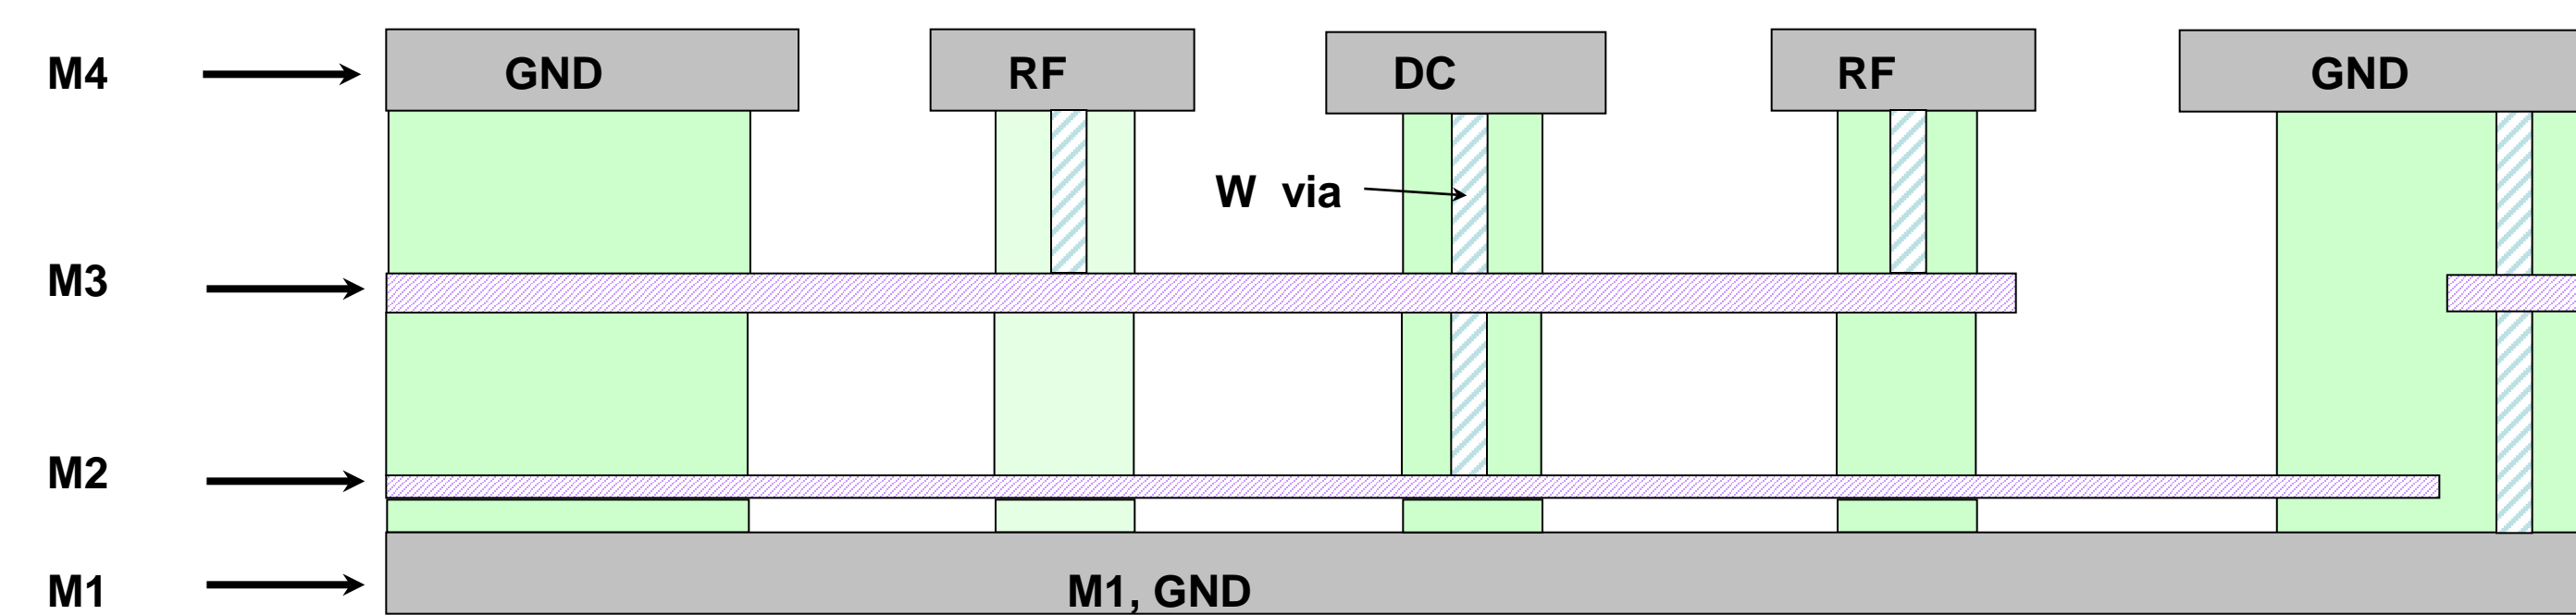 M4
GND
RF
DC
RF
GND
W via
M3
M2
M1
M1, GND